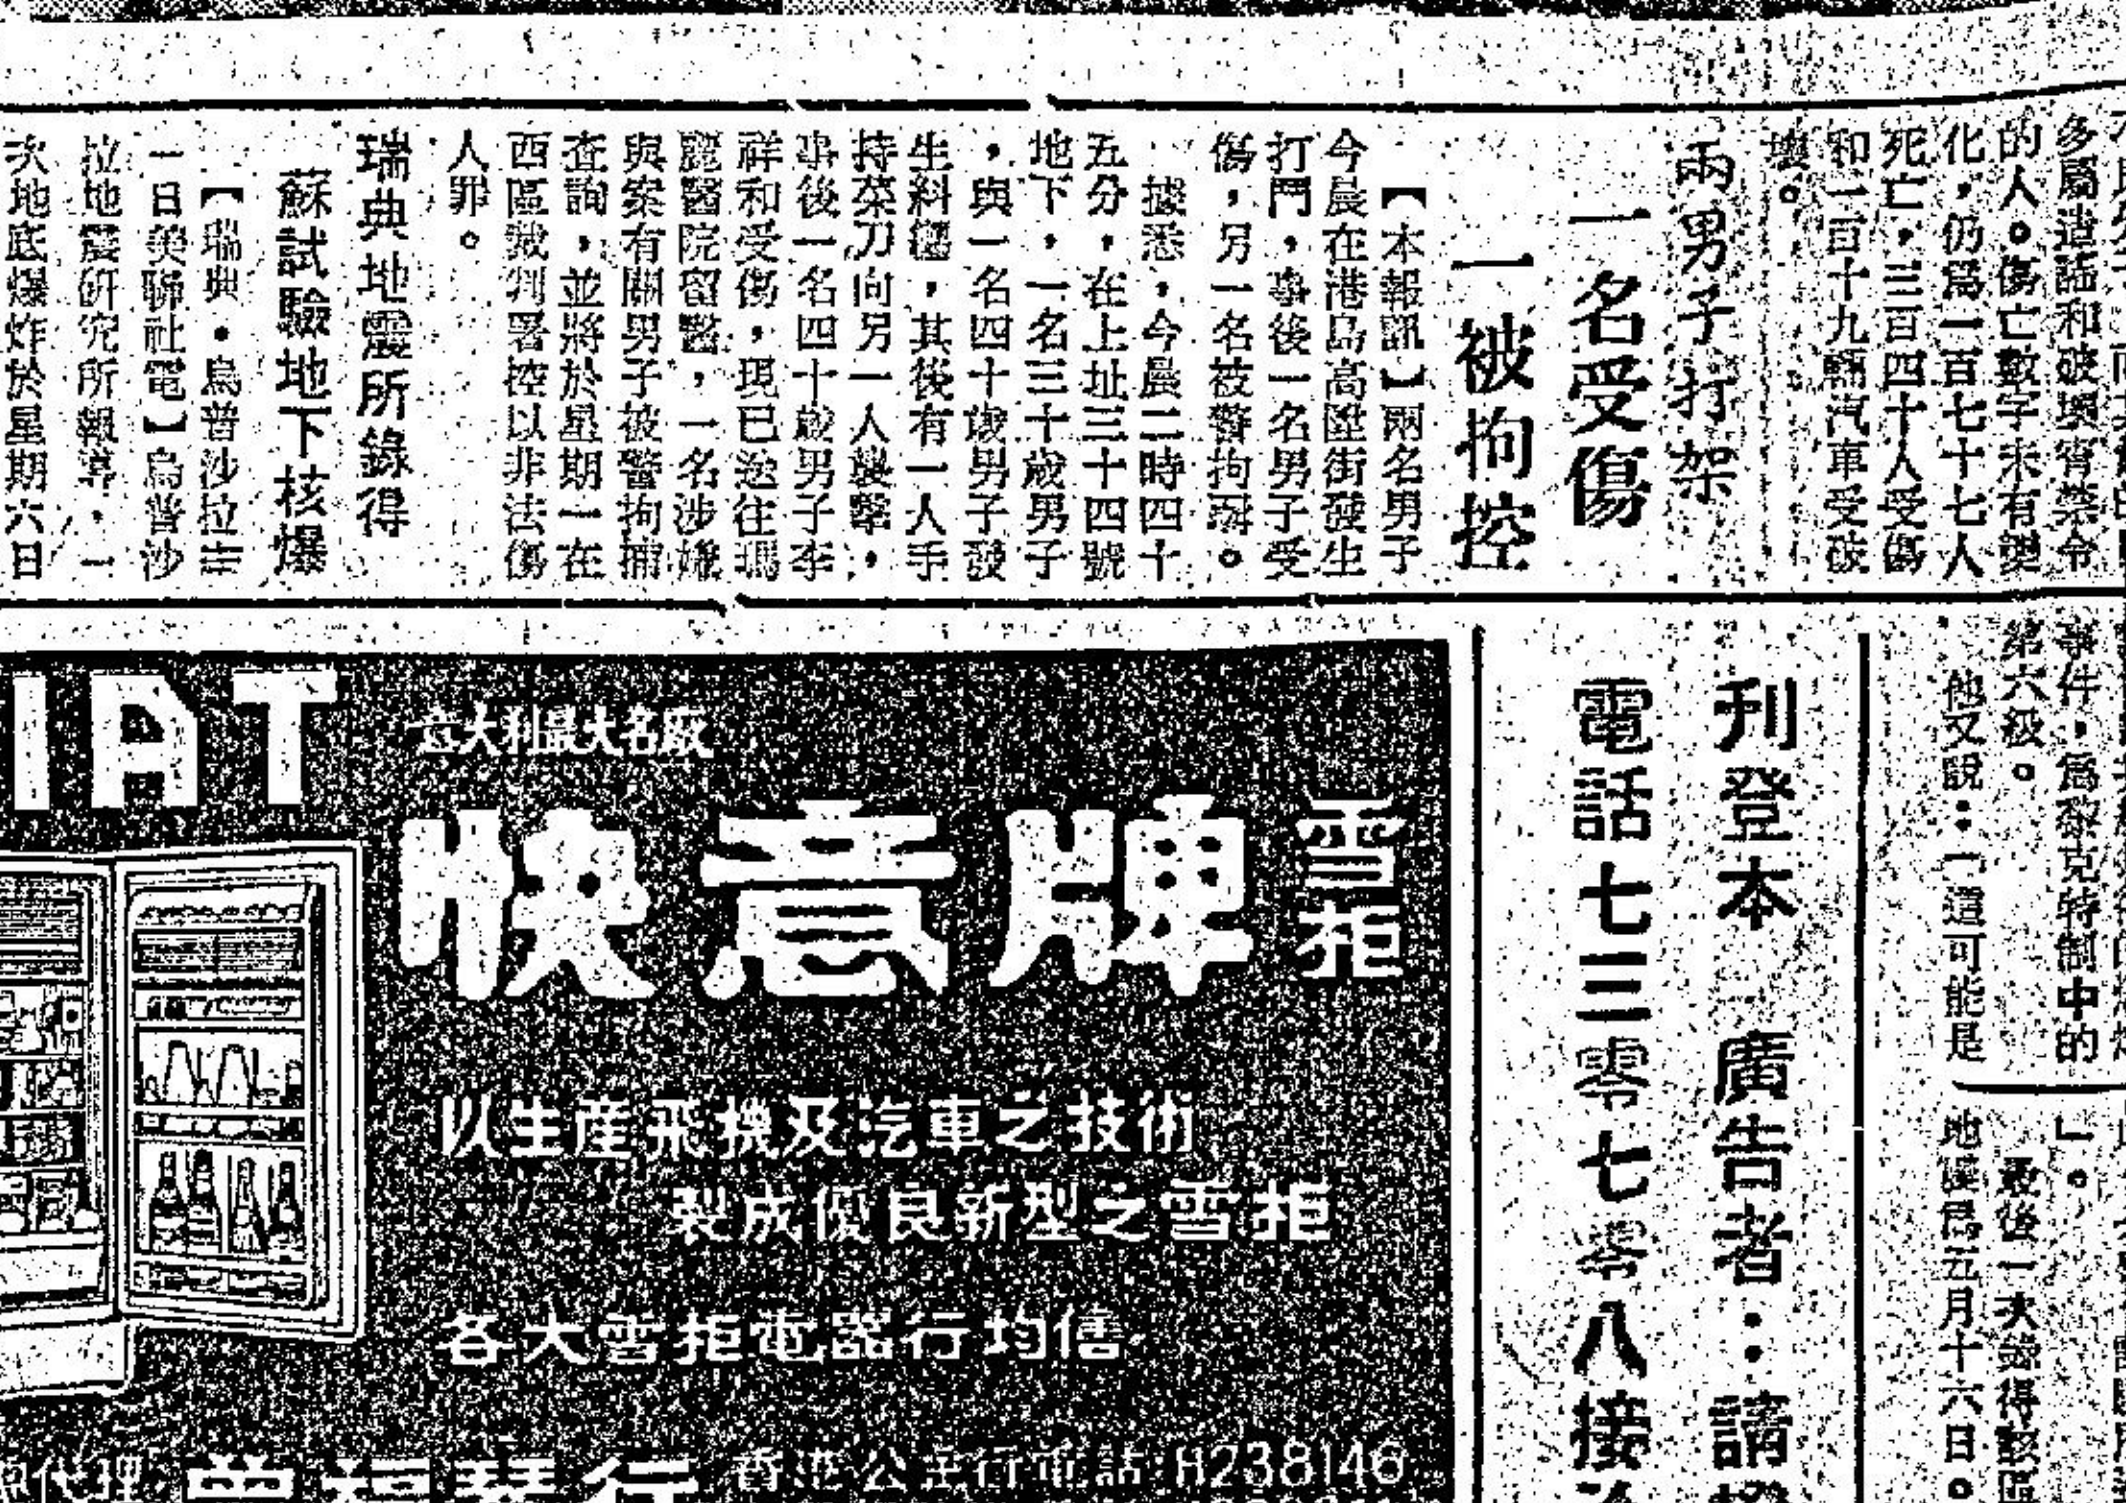 多屬造謠和破壞宵禁令
的人。傷亡數字未有變
化，仍爲一百七十七人
死亡，三百四十人受傷
和一百十九輛汽車受破
壞。
兩男子打架
一名受傷
一被拘控
【本報訊】兩名男子
今晨在港島高陞街發生
打鬥，事後一名男子受
傷，另一名被警拘捕。
據悉，今晨二時四十
五分，在上址三十四號
地下，一名三十歲男子
，與一名四十歲男子發
生糾纏，其後有一人手
持菜刀向另一人襲擊，
事後一名四十歲男子李
祥和受傷，現已送往瑪
麗醫院留醫，一名涉嫌
與案有關男子被警拘捕
查詢，並將於星期一在
西區裁判署控以非法傷
人罪。
瑞典地震所錄得
蘇試驗地下核爆
【瑞典·烏普沙拉
一日美聯社電】烏普沙
拉地震研究所報導，一
次地底爆炸於星期六日
事件，爲黎克特制中的
第六級。
他又說：「這可能是
」。
最後一次錄得該區
地震爲五月十六日。
刊登本 廣告者：請
電話七三零七零八接
IAT
意大利最大名廠
快意牌雪柜
以生産飛機及汽車之技術
製成優良新型之雪柜
各大雪柜電器行均售
代理
香港公主行電話 H238146